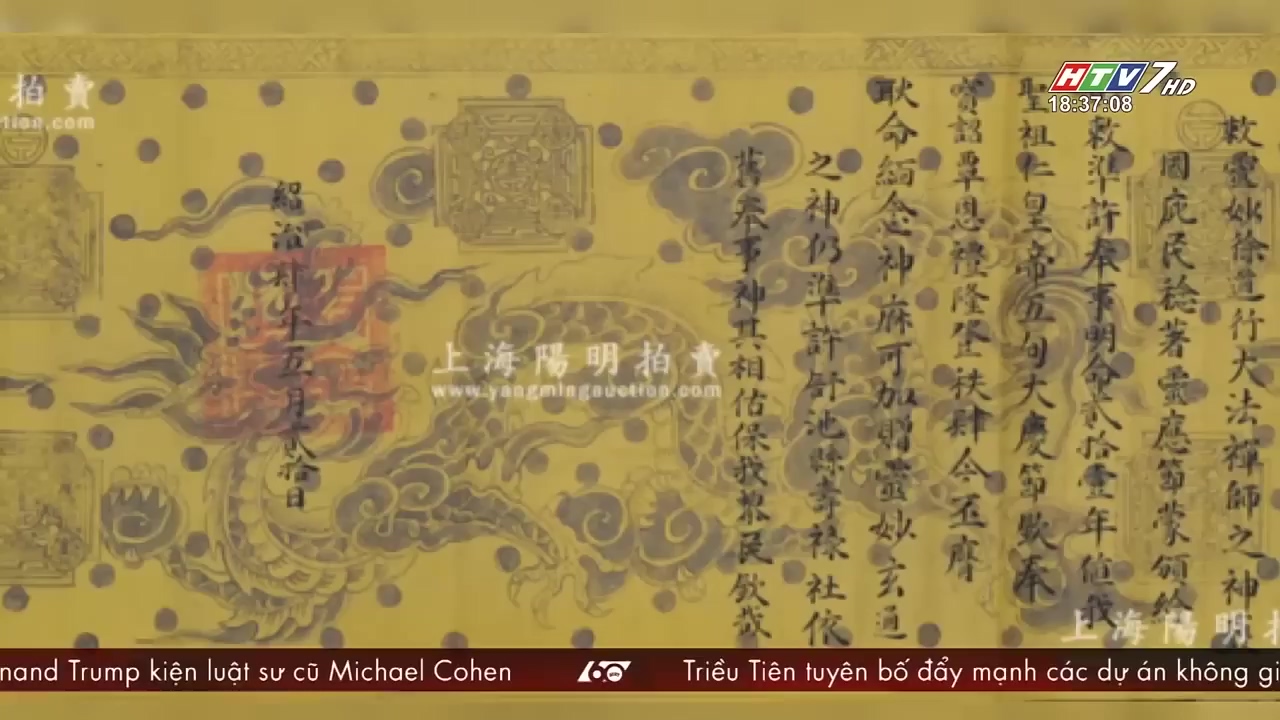 HTV7 HD
18:37:08
敕靈妙徐道行大法禪師之神
國庇民稔著靈應節蒙頒給
敕準許奉事明命貳拾壹年值我
聖祖仁皇帝五旬大慶節欽奉
寶詔覃恩禮隆登秩肆今丕膺
耿命緬念神庥可加贈靈妙玄通
之神仍準許 池縣壽祿社依
舊奉事神其相佑保我黎民欽哉
紹治 年五月貳拾日
拍賣
上海陽明拍賣
www.yangmingauction.com
上海陽明拍
nand Trump kiện luật sư cũ Michael Cohen
60
Triều Tiên tuyên bố đẩy mạnh các dự án không gi